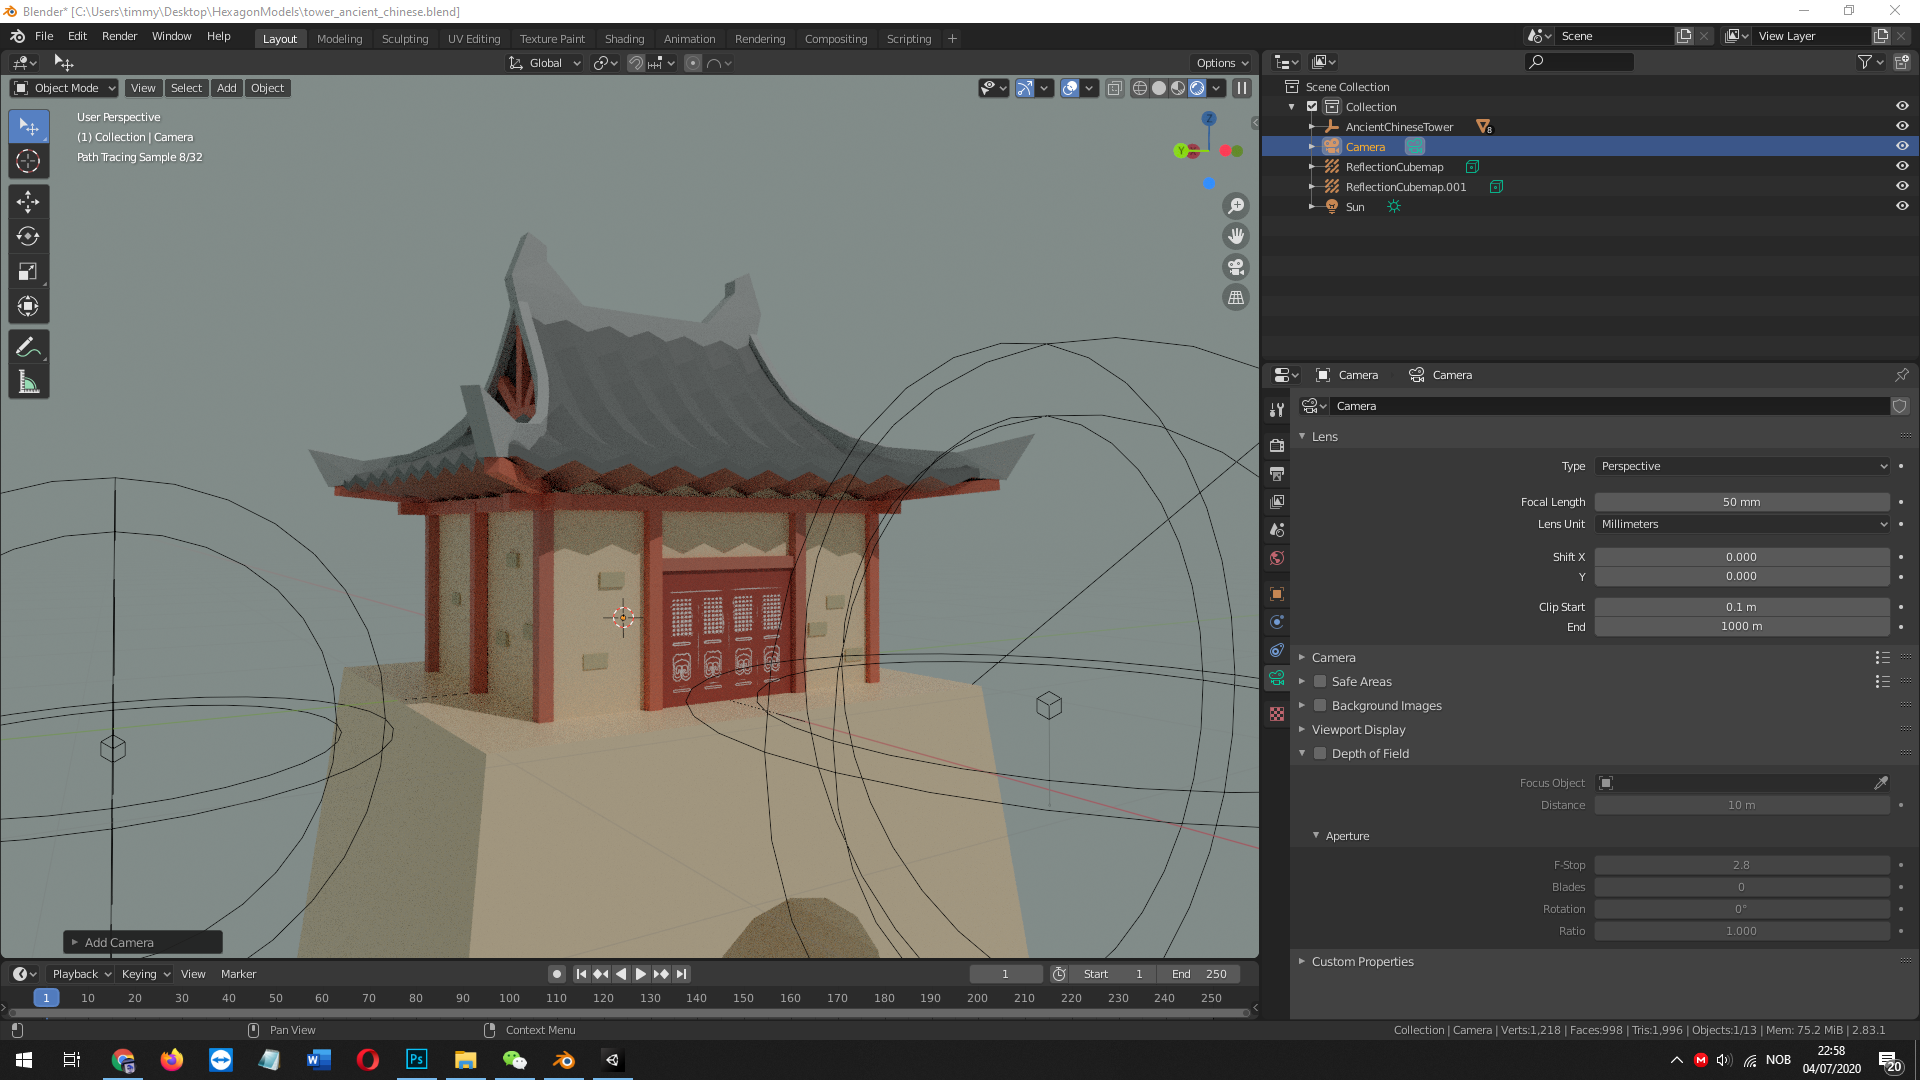 Blender* [C:\Users\timmy\Desktop\HexagonModels\tower_ancient_chinese.blend]
File Edit Render Window Help Layout Modeling Sculpting UV Editing Texture Paint Shading Animation Rendering Compositing Scripting + Scene View Layer
Global Options
Object Mode View Select Add Object
User Perspective
(1) Collection | Camera
Path Tracing Sample 8/32
Z
Y
Add Camera
Scene Collection
Collection
AncientChineseTower 8
Camera
ReflectionCubemap
ReflectionCubemap.001
Sun
Camera Camera
Camera
Lens
Type Perspective
Focal Length 50 mm
Lens Unit Millimeters
Shift X 0.000
Y 0.000
Clip Start 0.1 m
End 1000 m
Camera
Safe Areas
Background Images
Viewport Display
Depth of Field
Focus Object
Distance 10 m
Aperture
F-Stop 2.8
Blades 0
Rotation 0°
Ratio 1.000
Custom Properties
Playback Keying View Marker 1 Start 1 End 250
1 10 20 30 40 50 60 70 80 90 100 110 120 130 140 150 160 170 180 190 200 210 220 230 240 250
Pan View Context Menu Collection | Camera | Verts:1,218 | Faces:998 | Tris:1,996 | Objects:1/13 | Mem: 75.2 MiB | 2.83.1
W Ps M NOB 22:58
04/07/2020 20